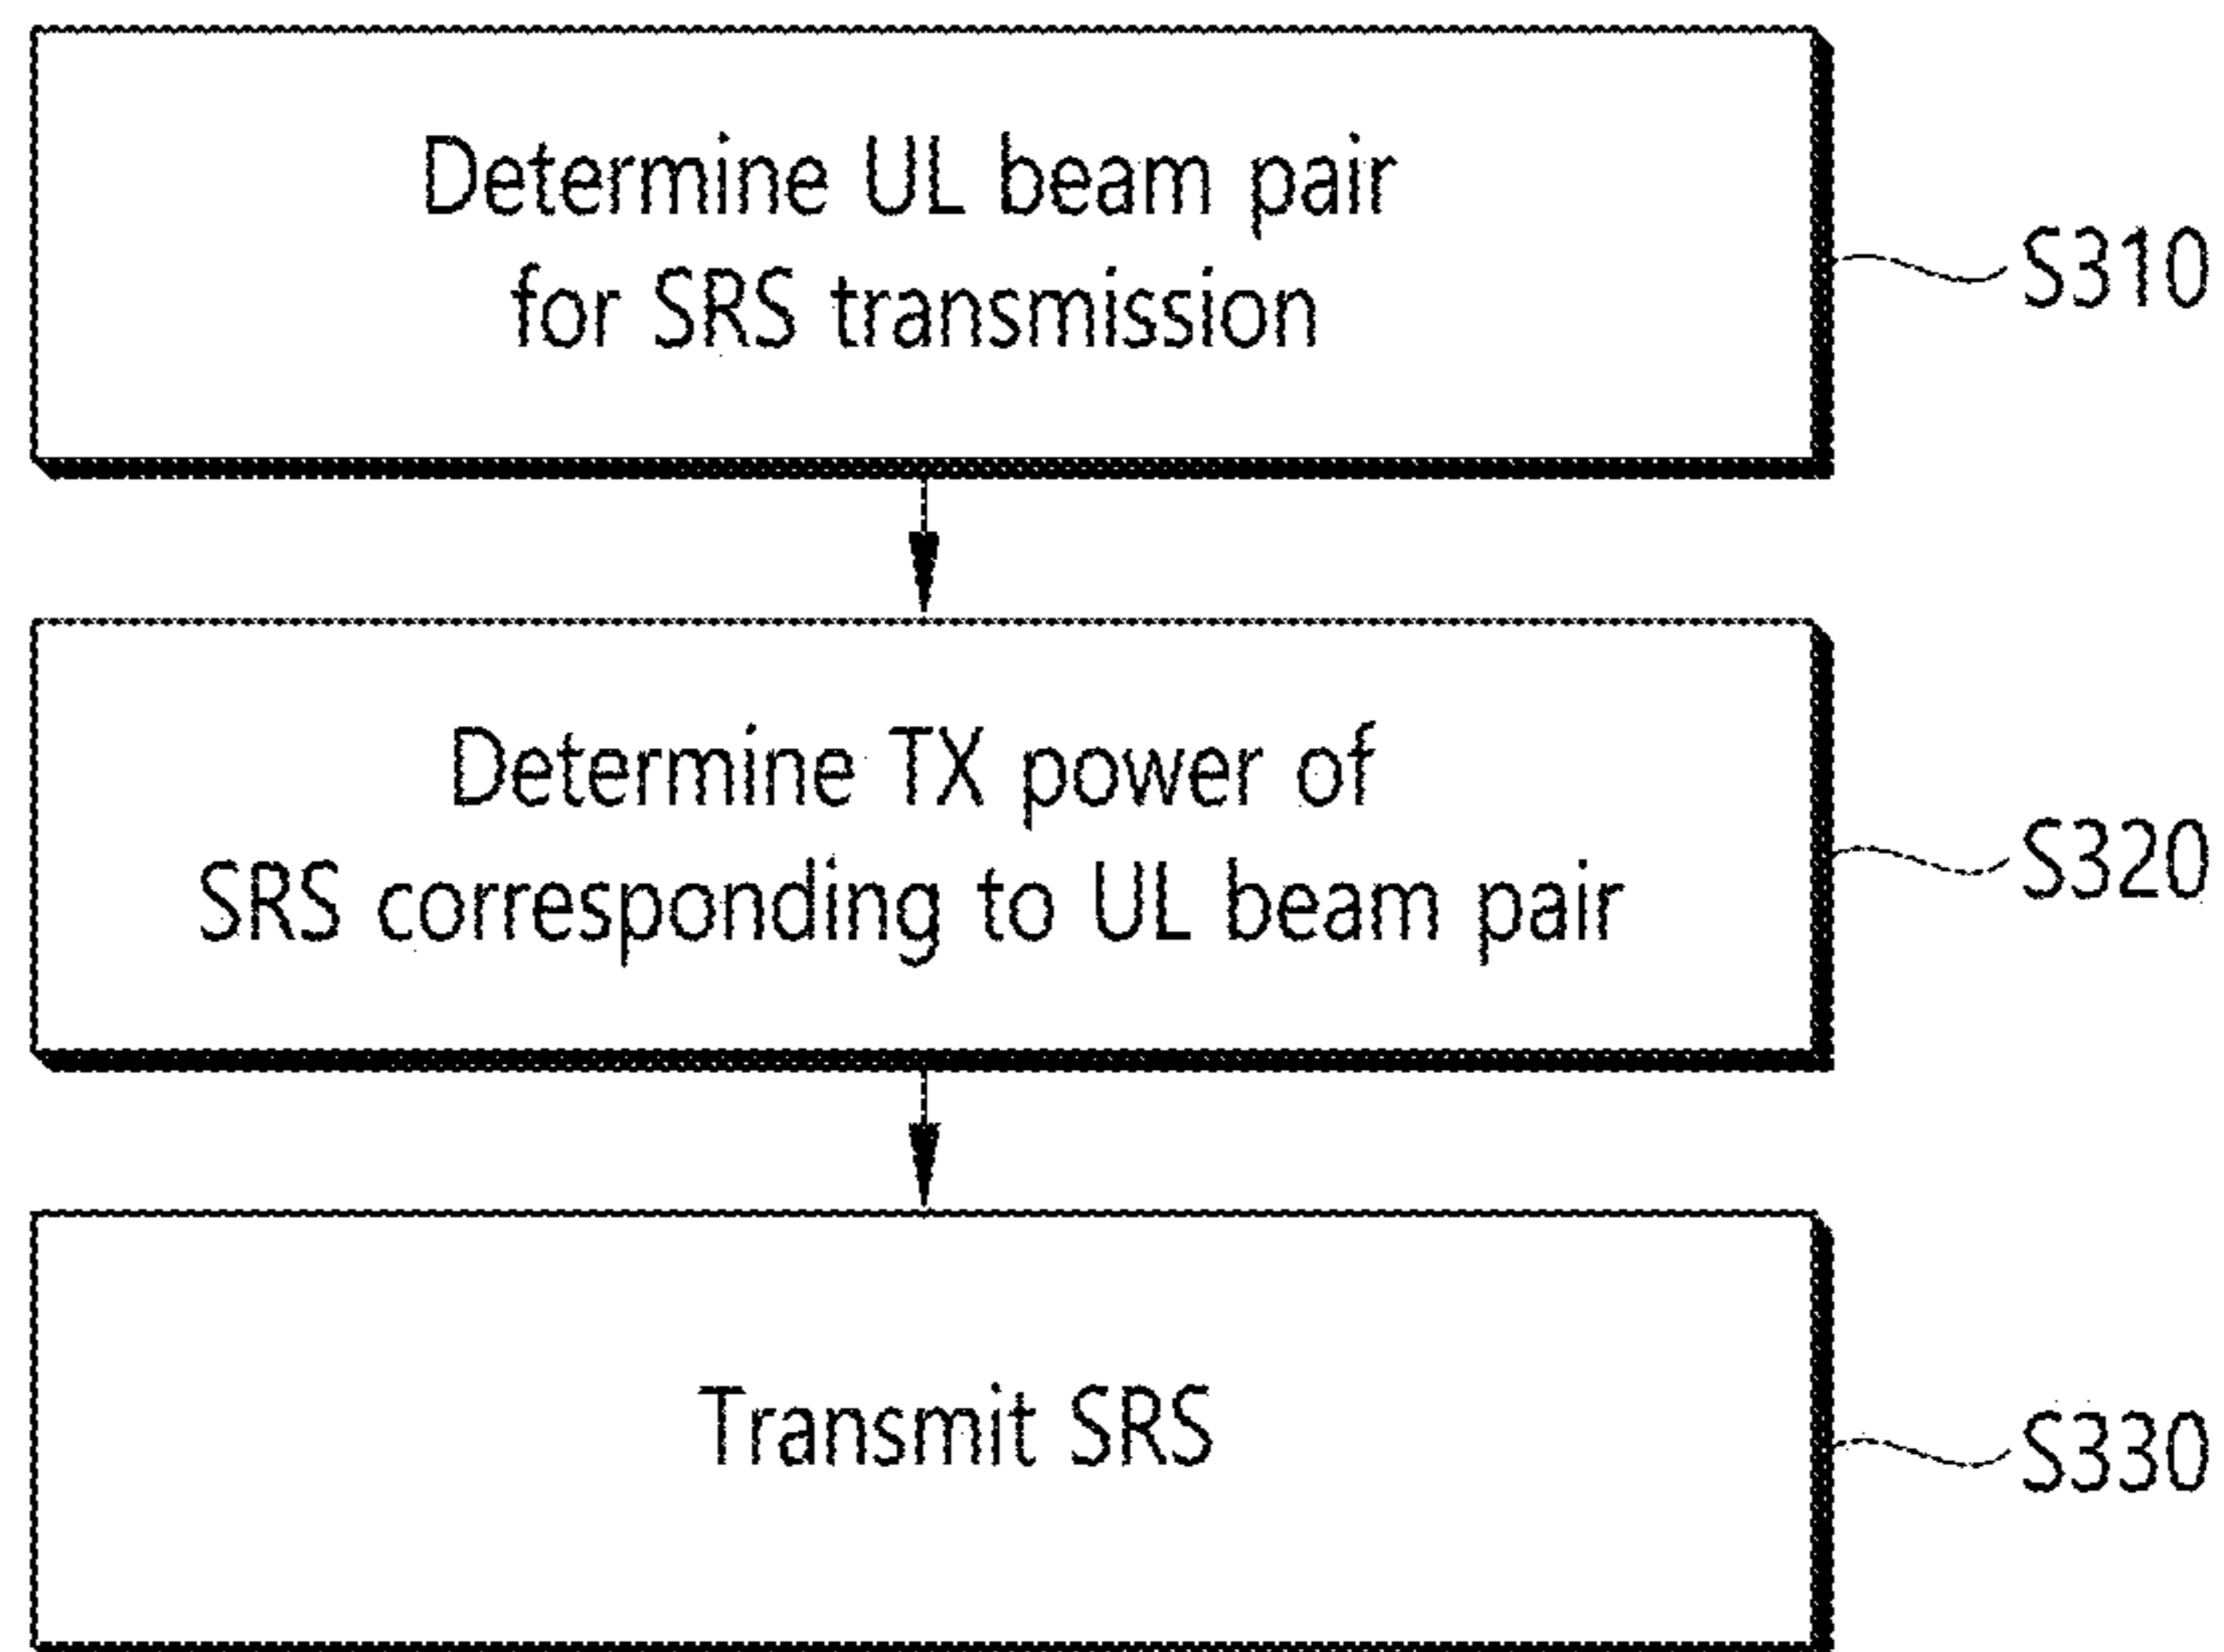 Determine UL beam pair
for SRS transmission
S310
Determine TX power of
SRS corresponding to UL beam pair
S320
Transmit SRS
S330